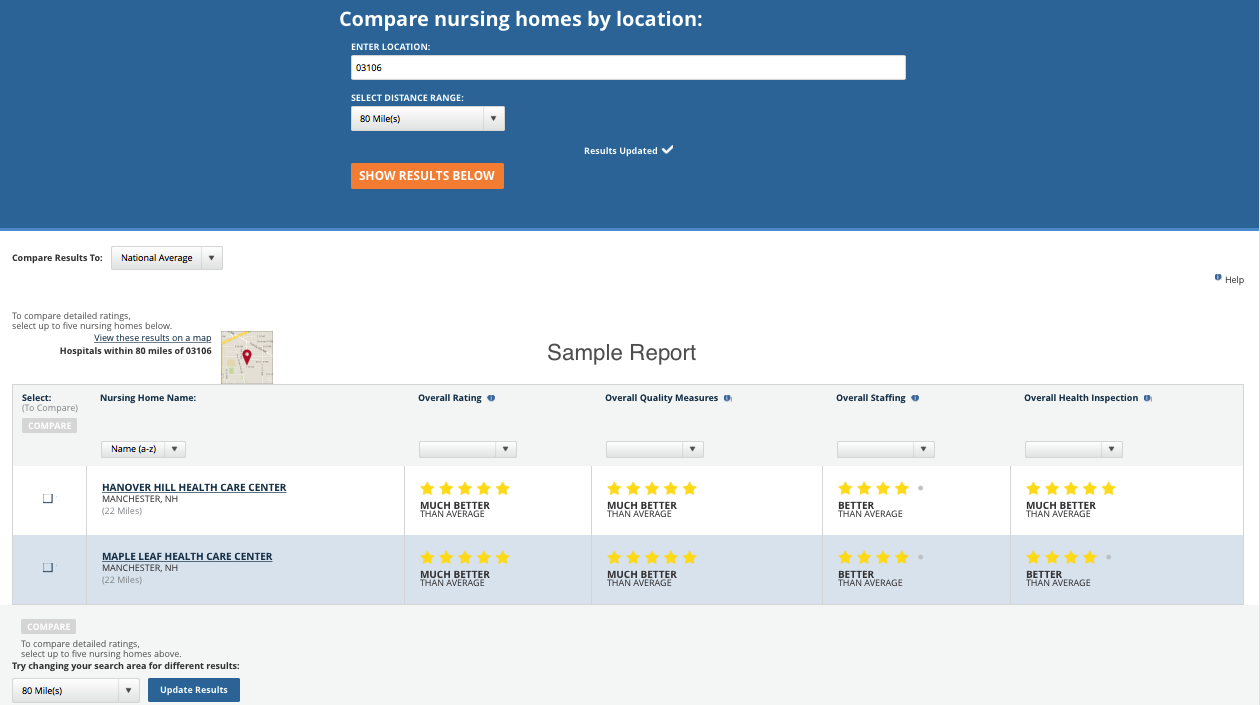 Compare nursing homes by location:
ENTER LOCATION:
03106
SELECT DISTANCE RANGE:
80 Mile(s)
Results Updated
SHOW RESULTS BELOW
Compare Results To: National Average
Help
To compare detailed ratings,
select up to five nursing homes below.
View these results on a map
Hospitals within 80 miles of 03106
Sample Report
Select: Nursing Home Name: Overall Rating Overall Quality Measures Overall Staffing Overall Health Inspection
(To Compare)
COMPARE
Name (a-z)
HANOVER HILL HEALTH CARE CENTER
MANCHESTER, NH
(22 Miles)
MUCH BETTER MUCH BETTER BETTER MUCH BETTER
THAN AVERAGE THAN AVERAGE THAN AVERAGE THAN AVERAGE
MAPLE LEAF HEALTH CARE CENTER
MANCHESTER, NH
(22 Miles)
MUCH BETTER MUCH BETTER BETTER BETTER
THAN AVERAGE THAN AVERAGE THAN AVERAGE THAN AVERAGE
COMPARE
To compare detailed ratings,
select up to five nursing homes above.
Try changing your search area for different results:
80 Mile(s) Update Results